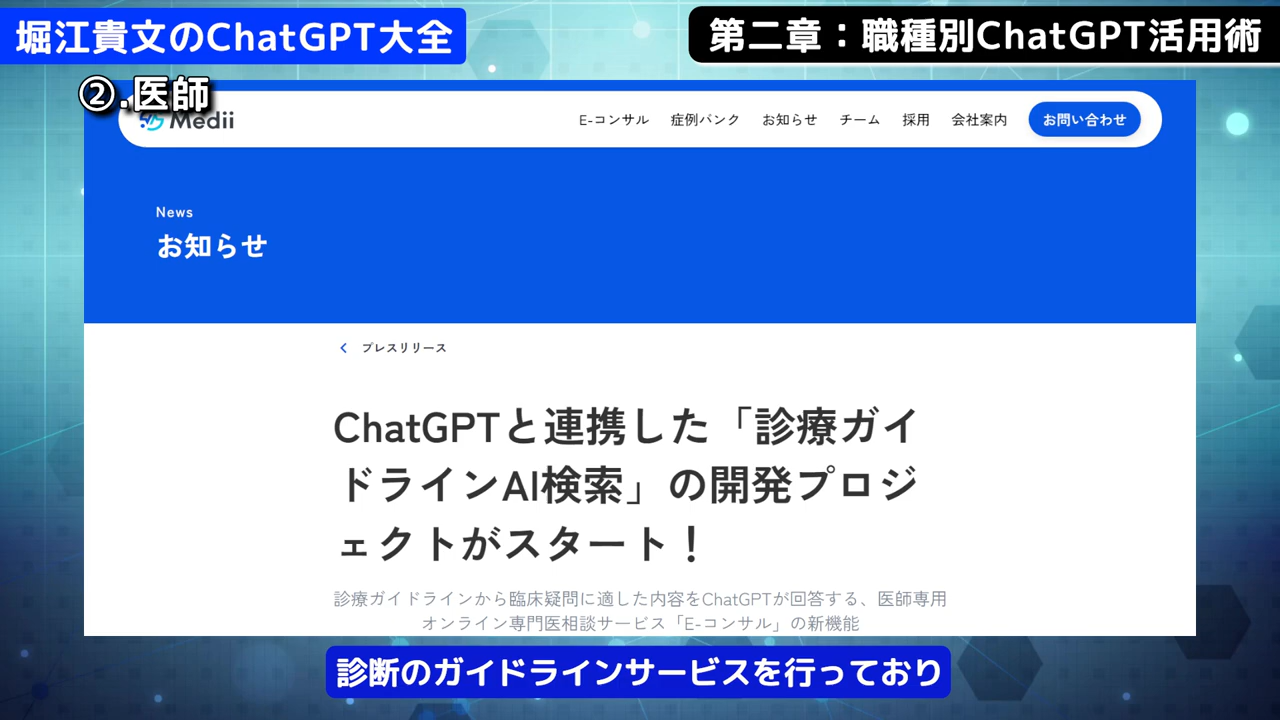 堀江貴文のChatGPT大全
第二章：職種別ChatGPT活用術
②.医師
Medii
E-コンサル 症例バンク お知らせ チーム 採用 会社案内 お問い合わせ
News
お知らせ
プレスリリース
ChatGPTと連携した「診療ガイ
ドラインAI検索」の開発プロジ
ェクトがスタート！
診療ガイドラインから臨床疑問に適した内容をChatGPTが回答する、医師専用
オンライン専門医相談サービス「E-コンサル」の新機能
診断のガイドラインサービスを行っており